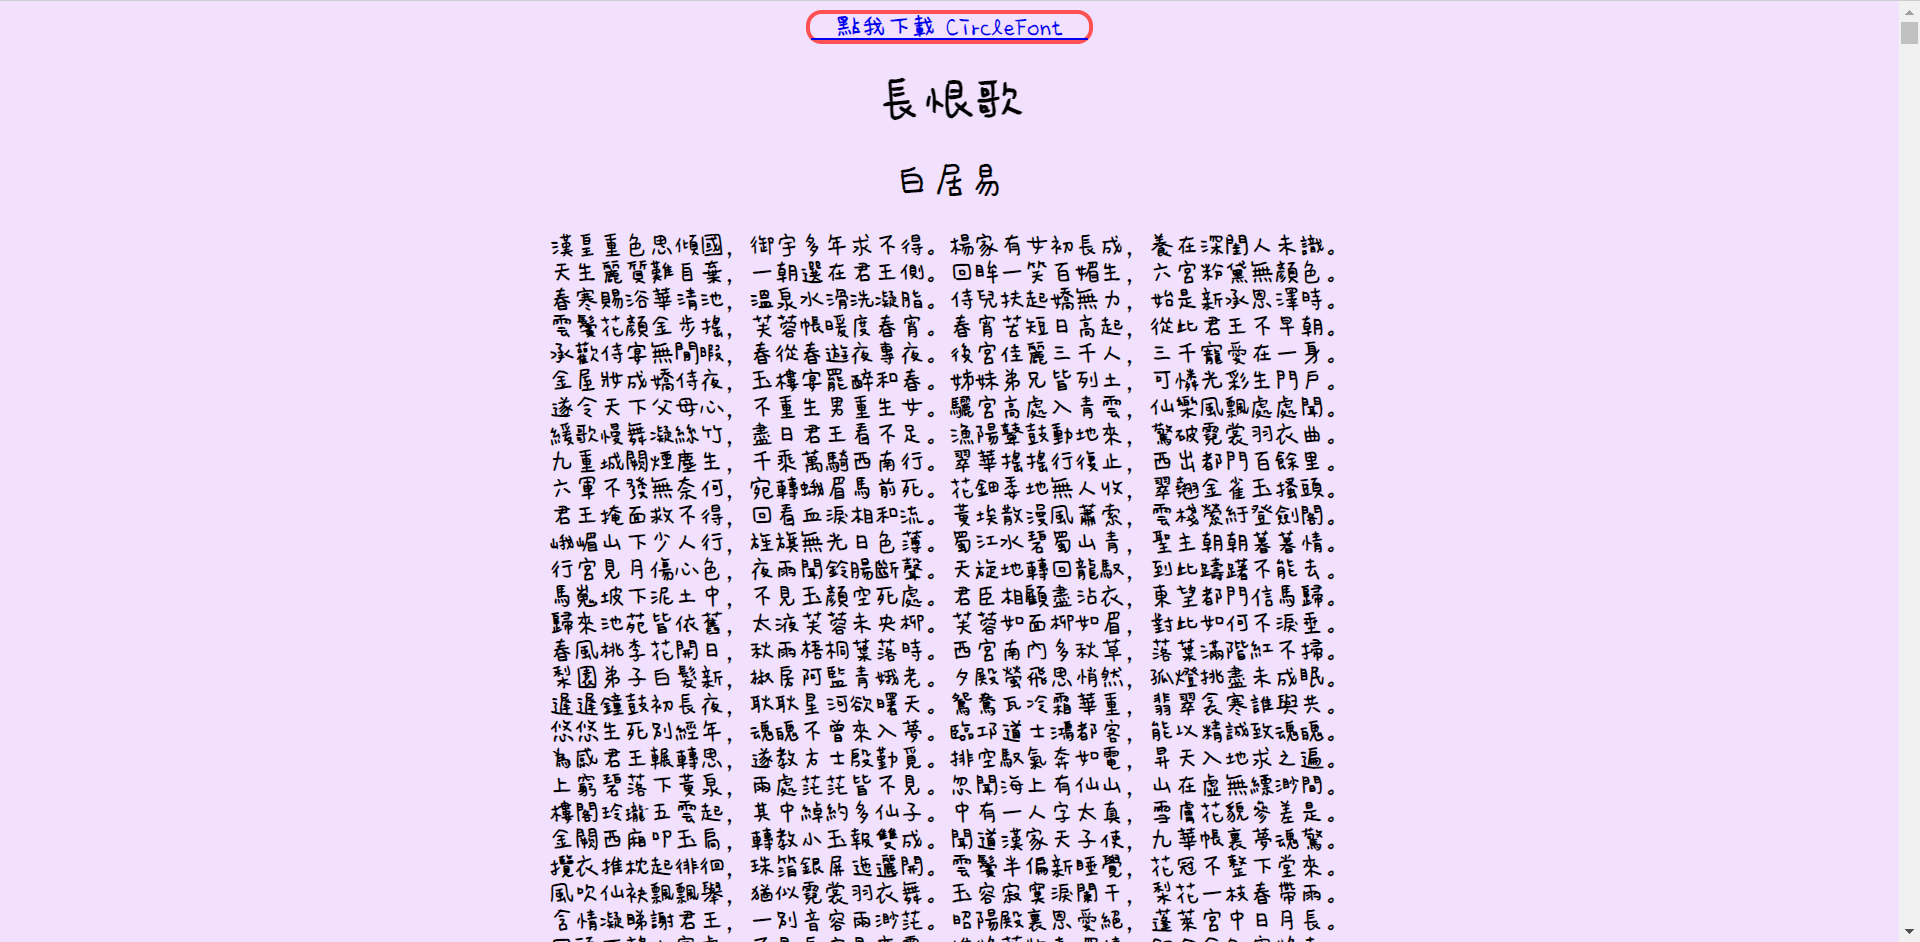 點我下載 CircleFont
長恨歌
白居易
漢皇重色思傾國，御宇多年求不得。楊家有女初長成，養在深閨人未識。
天生麗質難自棄，一朝選在君王側。回眸一笑百媚生，六宮粉黛無顏色。
春寒賜浴華清池，溫泉水滑洗凝脂。侍兒扶起嬌無力，始是新承恩澤時。
雲鬢花顏金步搖，芙蓉帳暖度春宵。春宵苦短日高起，從此君王不早朝。
承歡侍宴無閒暇，春從春遊夜專夜。後宮佳麗三千人，三千寵愛在一身。
金屋妝成嬌侍夜，玉樓宴罷醉和春。姊妹弟兄皆列土，可憐光彩生門戶。
遂令天下父母心，不重生男重生女。驪宮高處入青雲，仙樂風飄處處聞。
緩歌慢舞凝絲竹，盡日君王看不足。漁陽鼙鼓動地來，驚破霓裳羽衣曲。
九重城闕煙塵生，千乘萬騎西南行。翠華搖搖行復止，西出都門百餘里。
六軍不發無奈何，宛轉蛾眉馬前死。花鈿委地無人收，翠翹金雀玉搔頭。
君王掩面救不得，回看血淚相和流。黃埃散漫風蕭索，雲棧縈紆登劍閣。
峨嵋山下少人行，旌旗無光日色薄。蜀江水碧蜀山青，聖主朝朝暮暮情。
行宮見月傷心色，夜雨聞鈴腸斷聲。天旋地轉回龍馭，到此躊躇不能去。
馬嵬坡下泥土中，不見玉顏空死處。君臣相顧盡沾衣，東望都門信馬歸。
歸來池苑皆依舊，太液芙蓉未央柳。芙蓉如面柳如眉，對此如何不淚垂。
春風桃李花開日，秋雨梧桐葉落時。西宮南內多秋草，落葉滿階紅不掃。
梨園弟子白髮新，椒房阿監青娥老。夕殿螢飛思悄然，孤燈挑盡未成眠。
遲遲鐘鼓初長夜，耿耿星河欲曙天。鴛鴦瓦冷霜華重，翡翠衾寒誰與共。
悠悠生死別經年，魂魄不曾來入夢。臨邛道士鴻都客，能以精誠致魂魄。
為感君王輾轉思，遂教方士殷勤覓。排空馭氣奔如電，昇天入地求之遍。
上窮碧落下黃泉，兩處茫茫皆不見。忽聞海上有仙山，山在虛無縹渺間。
樓閣玲瓏五雲起，其中綽約多仙子。中有一人字太真，雪膚花貌參差是。
金闕西廂叩玉扃，轉教小玉報雙成。聞道漢家天子使，九華帳裏夢魂驚。
攬衣推枕起徘徊，珠箔銀屏迤邐開。雲鬢半偏新睡覺，花冠不整下堂來。
風吹仙袂飄飄舉，猶似霓裳羽衣舞。玉容寂寞淚闌干，梨花一枝春帶雨。
含情凝睇謝君王，一別音容兩渺茫。昭陽殿裏恩愛絕，蓬萊宮中日月長。